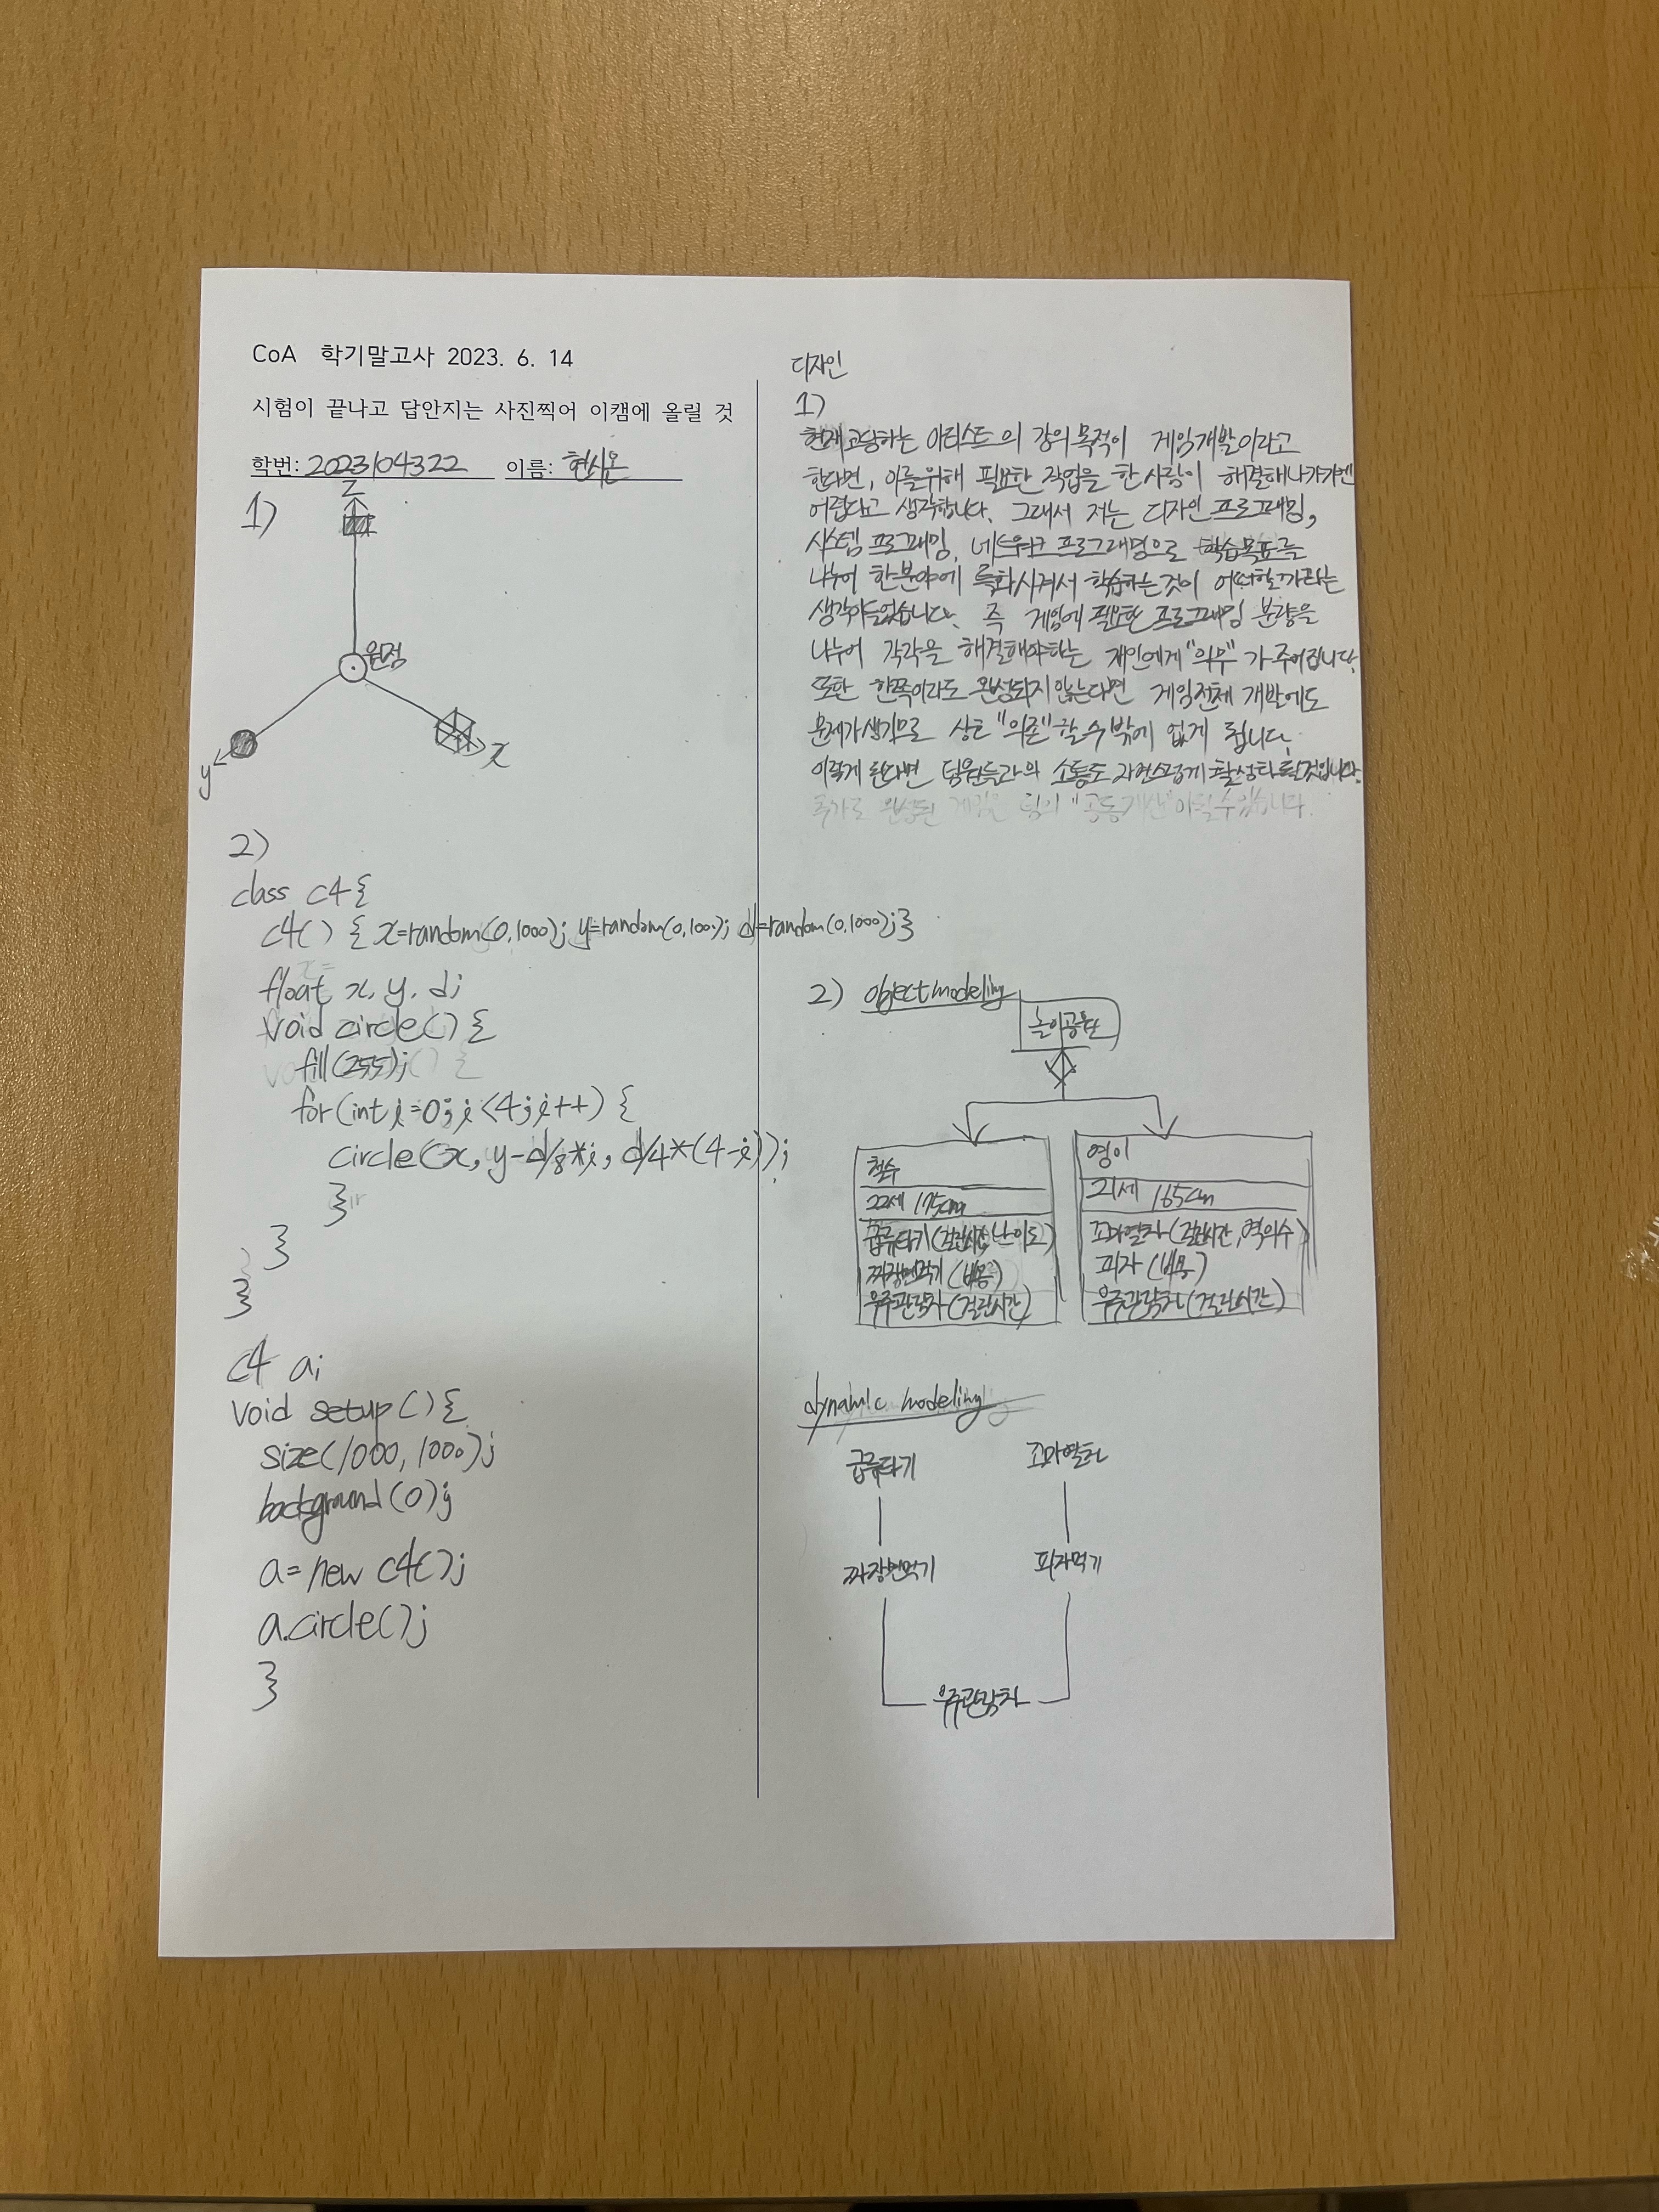 CoA 학기말고사 2023. 6. 14
시험이 끝나고 답안지는 사진찍어 이캠에 올릴 것
학번: 2023104322 이름: 현시온
1)
z
원점
y
x
2)
class c4{
c4() { x=random(0,1000); y=random(0,1000); d=random(0,1000);}
float x, y, d;
void circle() {
fill(255);
for(int i=0; i<4; i++) {
circle(x, y-d/8*i, d/4*(4-i));
}
}
}
c4 a;
void setup() {
size(1000, 1000);
background(0);
a= new c4();
a.circle();
}
디자인
1)
현재 코딩하는 아티스트의 강의 목적이 게임개발이라고
한다면, 이를위해 필요한 작업을 한 사람이 해결해나가기엔
어렵다고 생각합니다. 그래서 저는 디자인 프로그래밍,
시스템 프로그래밍, 네트워크 프로그래밍으로 학습목표를
나누어 한분야에 특화시켜서 학습하는것이 어떠할까라는
생각이들었습니다. 즉 게임에 필요한 프로그래밍 분량을
나누어 각각을 해결해야하는 개인에게 "의무"가 주어집니다.
또한 한쪽이라도 완성되지 않는다면 게임전체 개발에도
문제가생기므로 상호 "의존"할 수 밖에 없게 됩니다.
이렇게 된다면 팀원들과의 소통도 자연스럽게 활성화 될것입니다.
추가로 완성된 게임은 팀의 "공동자산"이 될수있습니다.
2) object modeling
놀이공원
철수
22세 175cm
급류타기 (걸린시간, 난이도)
짜장면먹기 (비용)
우주관람차 (걸린시간)
영이
21세 165cm
꼬마열차 (걸린시간, 역의수)
피자 (비용)
우주관람차 (걸린시간)
dynamic modeling
급류타기
꼬마열차
짜장면먹기
피자먹기
우주관람차